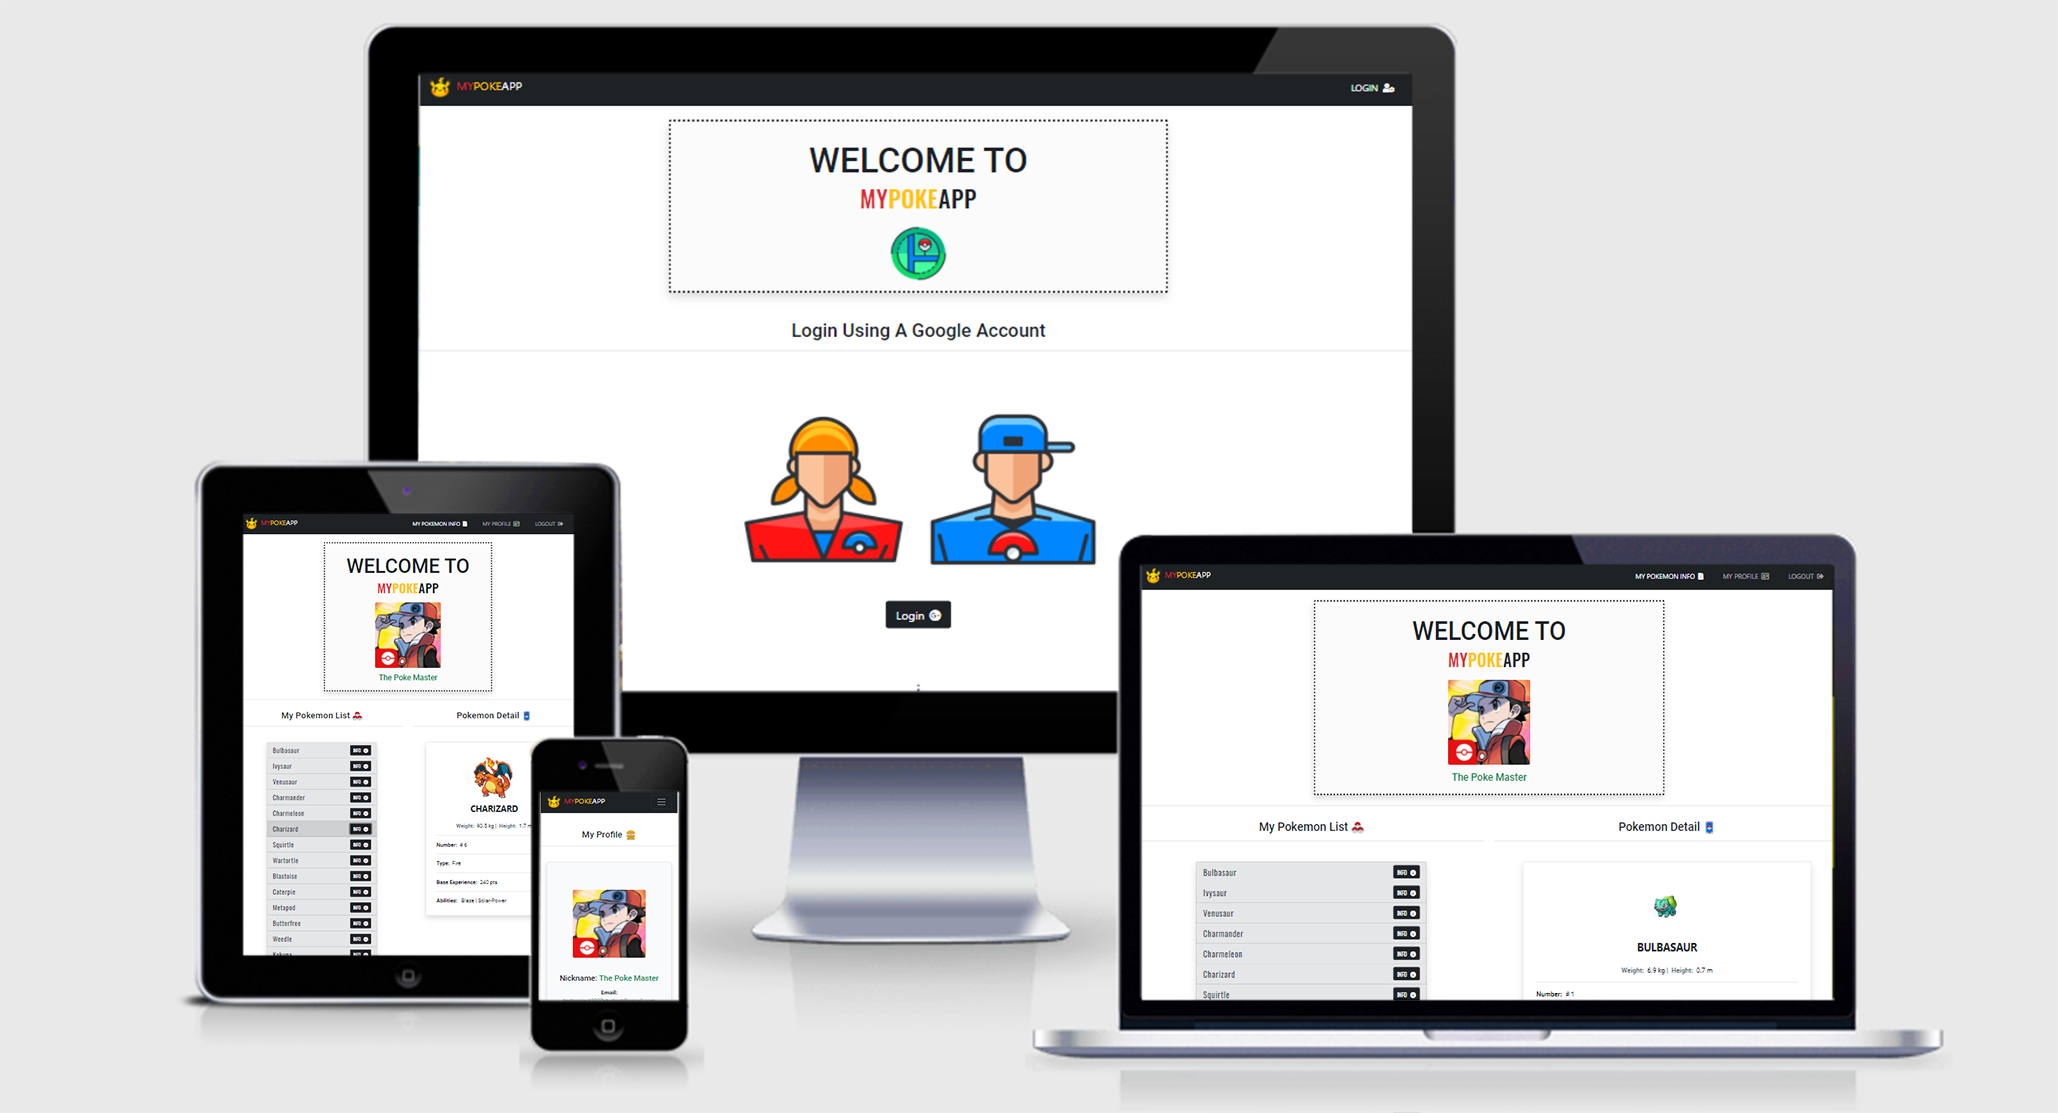 MYPOKEAPP
LOGIN
WELCOME TO
MYPOKEAPP
Login Using A Google Account
Login
MYPOKEAPP
MY POKEMON INFO
MY PROFILE
LOGOUT
WELCOME TO
MYPOKEAPP
The Poke Master
My Pokemon List
Pokemon Detail
Bulbasaur INFO
Ivysaur INFO
Venusaur INFO
Charmander INFO
Charmeleon INFO
Charizard INFO
Squirtle INFO
Wartortle INFO
Blastoise INFO
Caterpie INFO
Metapod INFO
Butterfree INFO
Weedle INFO
Kakuna INFO
CHARIZARD
Weight: 90.5 kg | Height: 1.7 m
Number: # 6
Type: Fire
Base Experience: 240 pts
Abilities: Blaze | Solar-Power
MYPOKEAPP
My Profile
Nickname: The Poke Master
Email:
MYPOKEAPP
MY POKEMON INFO
MY PROFILE
LOGOUT
WELCOME TO
MYPOKEAPP
The Poke Master
My Pokemon List
Pokemon Detail
Bulbasaur INFO
Ivysaur INFO
Venusaur INFO
Charmander INFO
Charmeleon INFO
Charizard INFO
Squirtle INFO
BULBASAUR
Weight: 6.9 kg | Height: 0.7 m
Number: # 1